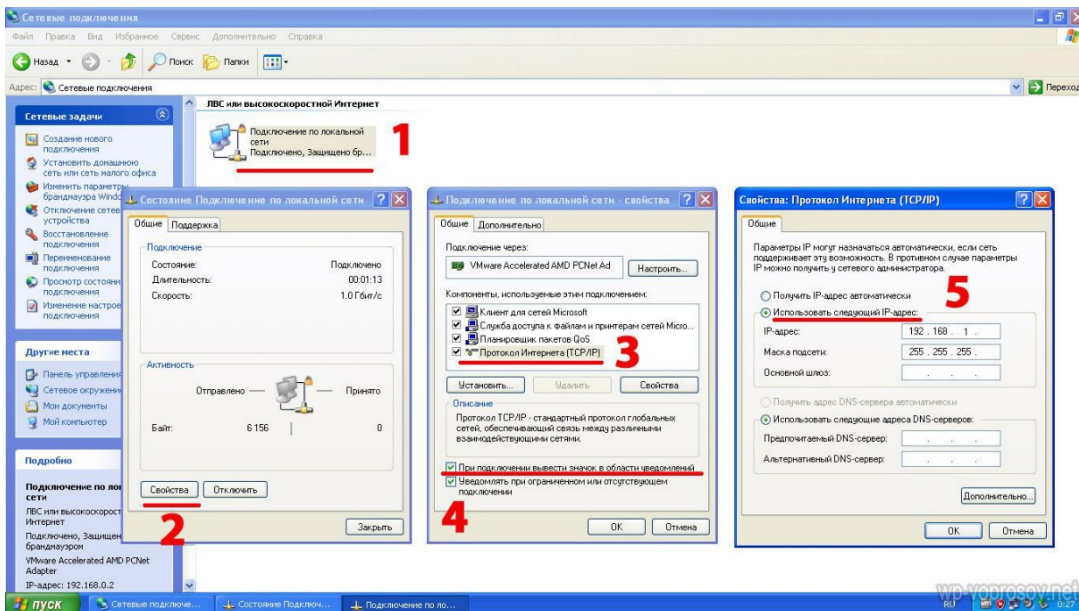 Сетевые подключения
Файл Правка Вид Избранное Сервис Дополнительно Справка
Назад Поиск Папки
Адрес: Сетевые подключения Переход
Сетевые задачи
Создание нового
подключения
Установить домашнюю
сеть или сеть малого офиса
Изменить параметры
брандмауэра Windo
Отключение сетев
устройства
Восстановление
подключения
Переименование
подключения
Просмотр состояни
подключения
Изменение настрое
подключения
Другие места
Панель управления
Сетевое окружени
Мои документы
Мой компьютер
Подробно
Подключение по лок
сети
ЛВС или высокоскорост
Интернет
Подключено, Защищен
брандмауэром
VMware Accelerated AMD PCNet
Adapter
IP-адрес: 192.168.0.2
ЛВС или высокоскоростной Интернет
Подключение по локальной
сети
Подключено, Защищено бр...
1
Состояние Подключение по локальной сети
Общие Поддержка
Подключение
Состояние: Подключено
Длительность: 00:01:13
Скорость: 1.0 Гбит/с
Активность
Отправлено — — Принято
Байт: 6 156 | 0
Свойства Отключить
2
Закрыть
Подключение по локальной сети - свойства
Общие Дополнительно
Подключение через:
VMware Accelerated AMD PCNet Ad Настроить...
Компоненты, используемые этим подключением:
Клиент для сетей Microsoft
Служба доступа к файлам и принтерам сетей Micro...
Планировщик пакетов QoS
Протокол Интернета (TCP/IP)
3
Установить... Удалить Свойства
Описание
Протокол TCP/IP - стандартный протокол глобальных
сетей, обеспечивающий связь между различными
взаимодействующими сетями.
При подключении вывести значок в области уведомлений
Уведомлять при ограниченном или отсутствующем
подключении
4
OK Отмена
Свойства: Протокол Интернета (TCP/IP)
Общие
Параметры IP могут назначаться автоматически, если сеть
поддерживает эту возможность. В противном случае параметры
IP можно получить у сетевого администратора.
Получить IP-адрес автоматически
5
Использовать следующий IP-адрес:
IP-адрес: 192 . 168 . 1 .
Маска подсети: 255 . 255 . 255 .
Основной шлюз: . . .
Получить адрес DNS-сервера автоматически
Использовать следующие адреса DNS-серверов:
Предпочитаемый DNS-сервер: . . .
Альтернативный DNS-сервер: . . .
Дополнительно...
OK Отмена
wp-voprosov.net
пуск Сетевые подключе... Состояние Подключ... Подключение по ло... RU 0:27